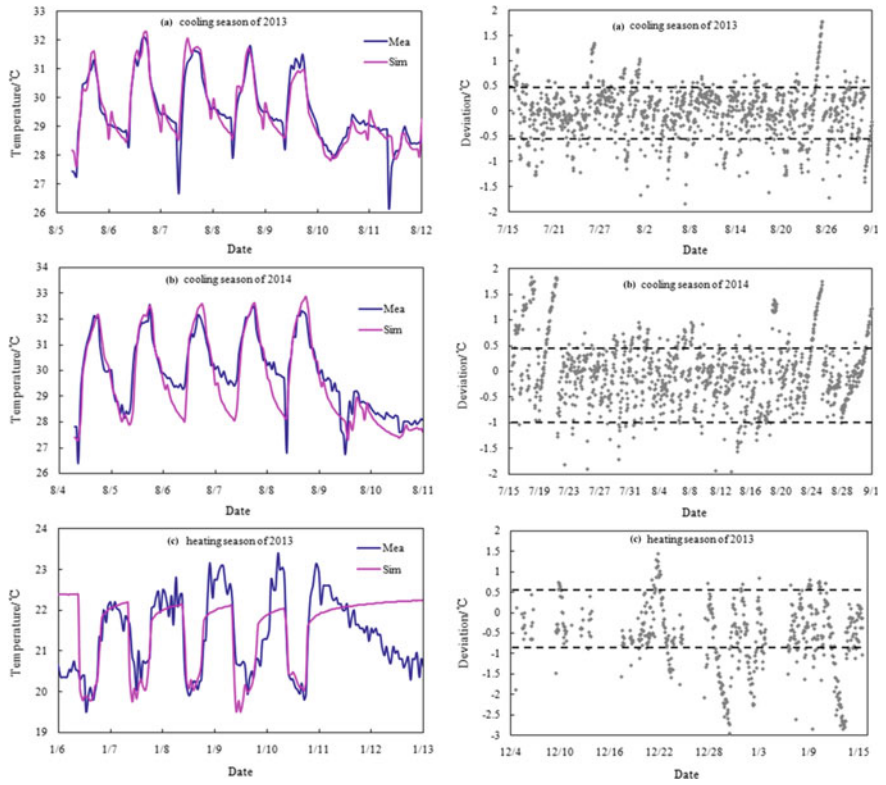 (a) cooling season of 2013
Mea
Sim
Temperature/℃
33
32
31
30
29
28
27
26
8/5 8/6 8/7 8/8 8/9 8/10 8/11 8/12
Date
(a) cooling season of 2013
Deviation/℃
2
1.5
1
0.5
0
-0.5
-1
-1.5
-2
7/15 7/21 7/27 8/2 8/8 8/14 8/20 8/26 9/1
Date
(b) cooling season of 2014
Mea
Sim
Temperature/℃
34
33
32
31
30
29
28
27
26
8/4 8/5 8/6 8/7 8/8 8/9 8/10 8/11
Date
(b) cooling season of 2014
Deviation/℃
2
1.5
1
0.5
0
-0.5
-1
-1.5
-2
7/15 7/19 7/23 7/27 7/31 8/4 8/8 8/12 8/16 8/20 8/24 8/28 9/1
Date
(c) heating season of 2013
Mea
Sim
Temperature/℃
24
23
22
21
20
19
1/6 1/7 1/8 1/9 1/10 1/11 1/12 1/13
Date
(c) heating season of 2013
Deviation/℃
2
1.5
1
0.5
0
-0.5
-1
-1.5
-2
-2.5
-3
12/4 12/10 12/16 12/22 12/28 1/3 1/9 1/15
Date